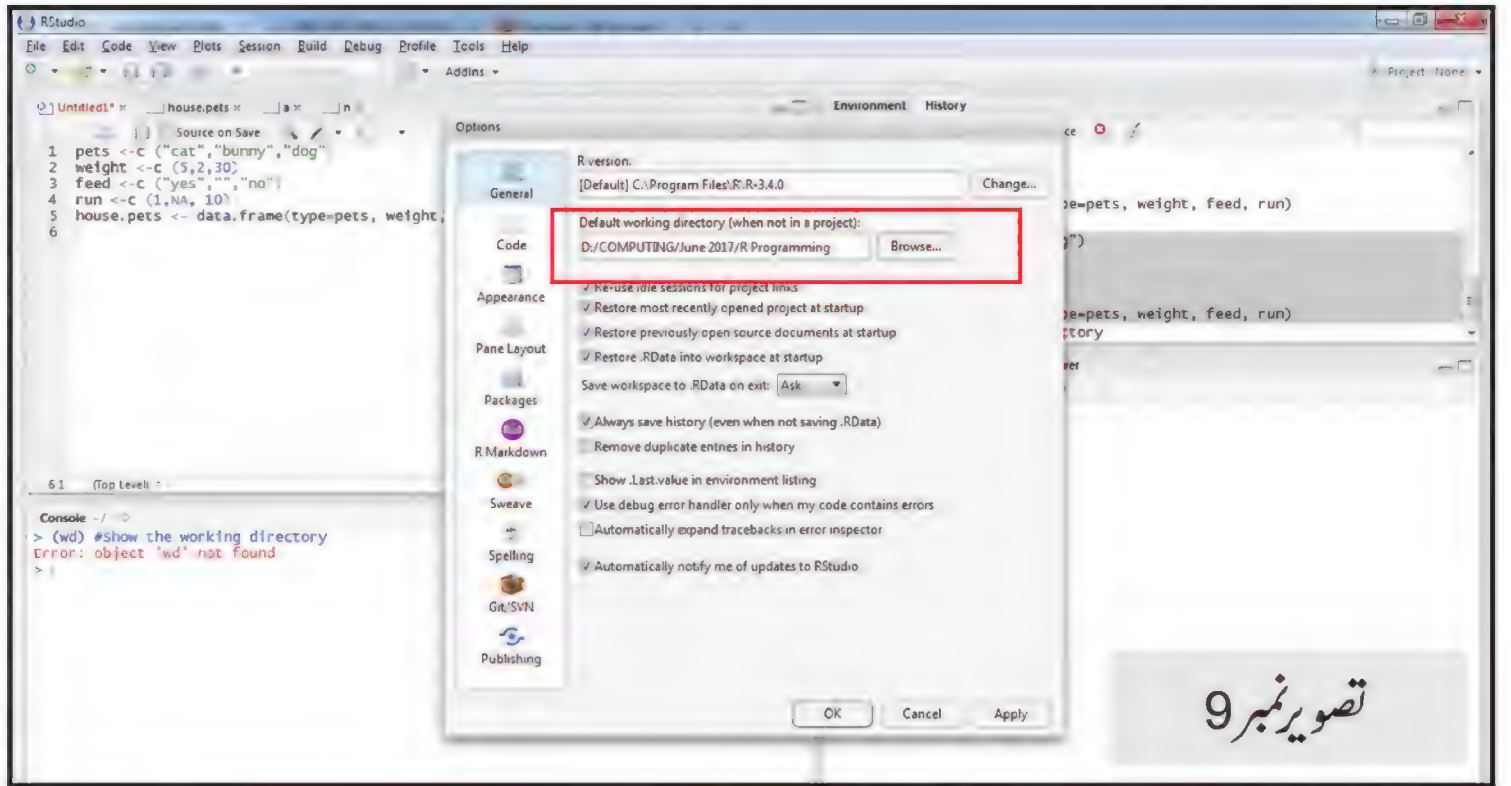 RStudio
File Edit Code View Plots Session Build Debug Profile Tools Help
Addins
Project: None
Untitled1* house.pets a n
Source on Save
1 pets <-c ("cat","bunny","dog"
2 weight <-c (5,2,30)
3 feed <-c ("yes","","no")
4 run <-c (1,NA, 10)
5 house.pets <- data.frame(type=pets, weight,
6
6:1 (Top Level)
Console ~/
> (wd) #Show the working directory
Error: object 'wd' not found
>
Options
General
Code
Appearance
Pane Layout
Packages
R Markdown
Sweave
Spelling
Git/SVN
Publishing
R version:
[Default] C:\Program Files\R\R-3.4.0 Change...
Default working directory (when not in a project):
D:/COMPUTING/June 2017/R Programming Browse...
Re-use idle sessions for project links
Restore most recently opened project at startup
Restore previously open source documents at startup
Restore .RData into workspace at startup
Save workspace to .RData on exit: Ask
Always save history (even when not saving .RData)
Remove duplicate entries in history
Show .Last.value in environment listing
Use debug error handler only when my code contains errors
Automatically expand tracebacks in error inspector
Automatically notify me of updates to RStudio
OK Cancel Apply
Environment History
pe=pets, weight, feed, run)
")
pe=pets, weight, feed, run)
ctory
تصویر نمبر 9